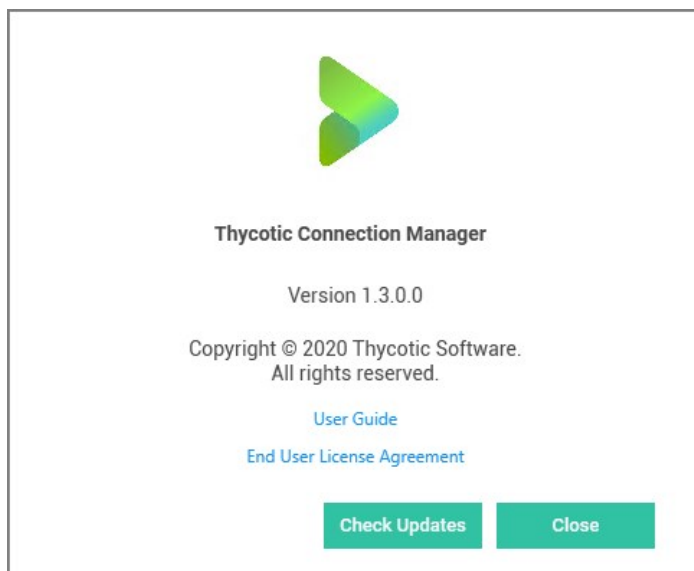 Thycotic Connection Manager
Version 1.3.0.0
Copyright © 2020 Thycotic Software.
All rights reserved.
User Guide
End User License Agreement
Check Updates
Close